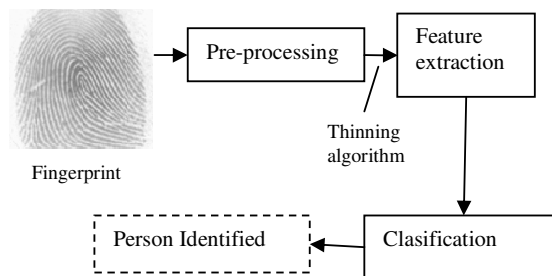 Pre-processing
Feature
extraction
Thinning
algorithm
Fingerprint
Person Identified
Clasification